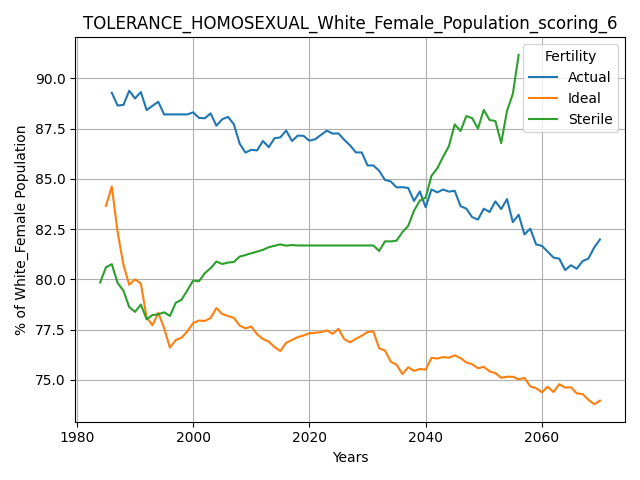 TOLERANCE_HOMOSEXUAL_White_Female_Population_scoring_6
Fertility
Actual
Ideal
Sterile
% of White_Female Population
90.0
87.5
85.0
82.5
80.0
77.5
75.0
1980
2000
2020
2040
2060
Years